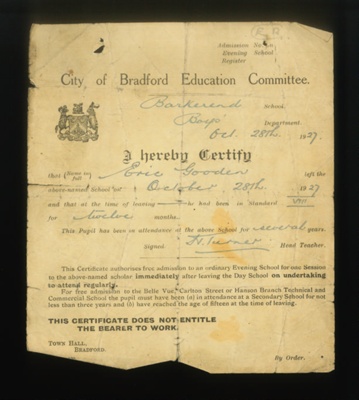 Admission No. in
Evening School
Register
City of Bradford Education Committee.
Barkerend School.
Boys' Department
Oct. 28th. 1927.
I hereby Certify
that (Name in full) Eric Gooder left the
above-named School on October 28th. 1927
and that at the time of leaving he had been in Standard
for twelve months.
This Pupil has been in attendance at the above School for several years.
Signed Head Teacher.
This Certificate authorises free admission to an ordinary Evening School for one Session
to the above-named scholar immediately after leaving the Day School on undertaking
to attend regularly.
For free admission to the Belle Vue, Carlton Street or Hanson Branch Technical and
Commercial School the pupil must have been (a) in attendance at a Secondary School for not
less than three years and (b) have reached the age of fifteen at the time of leaving.
THIS CERTIFICATE DOES NOT ENTITLE
THE BEARER TO WORK.
TOWN HALL,
BRADFORD.
By Order.